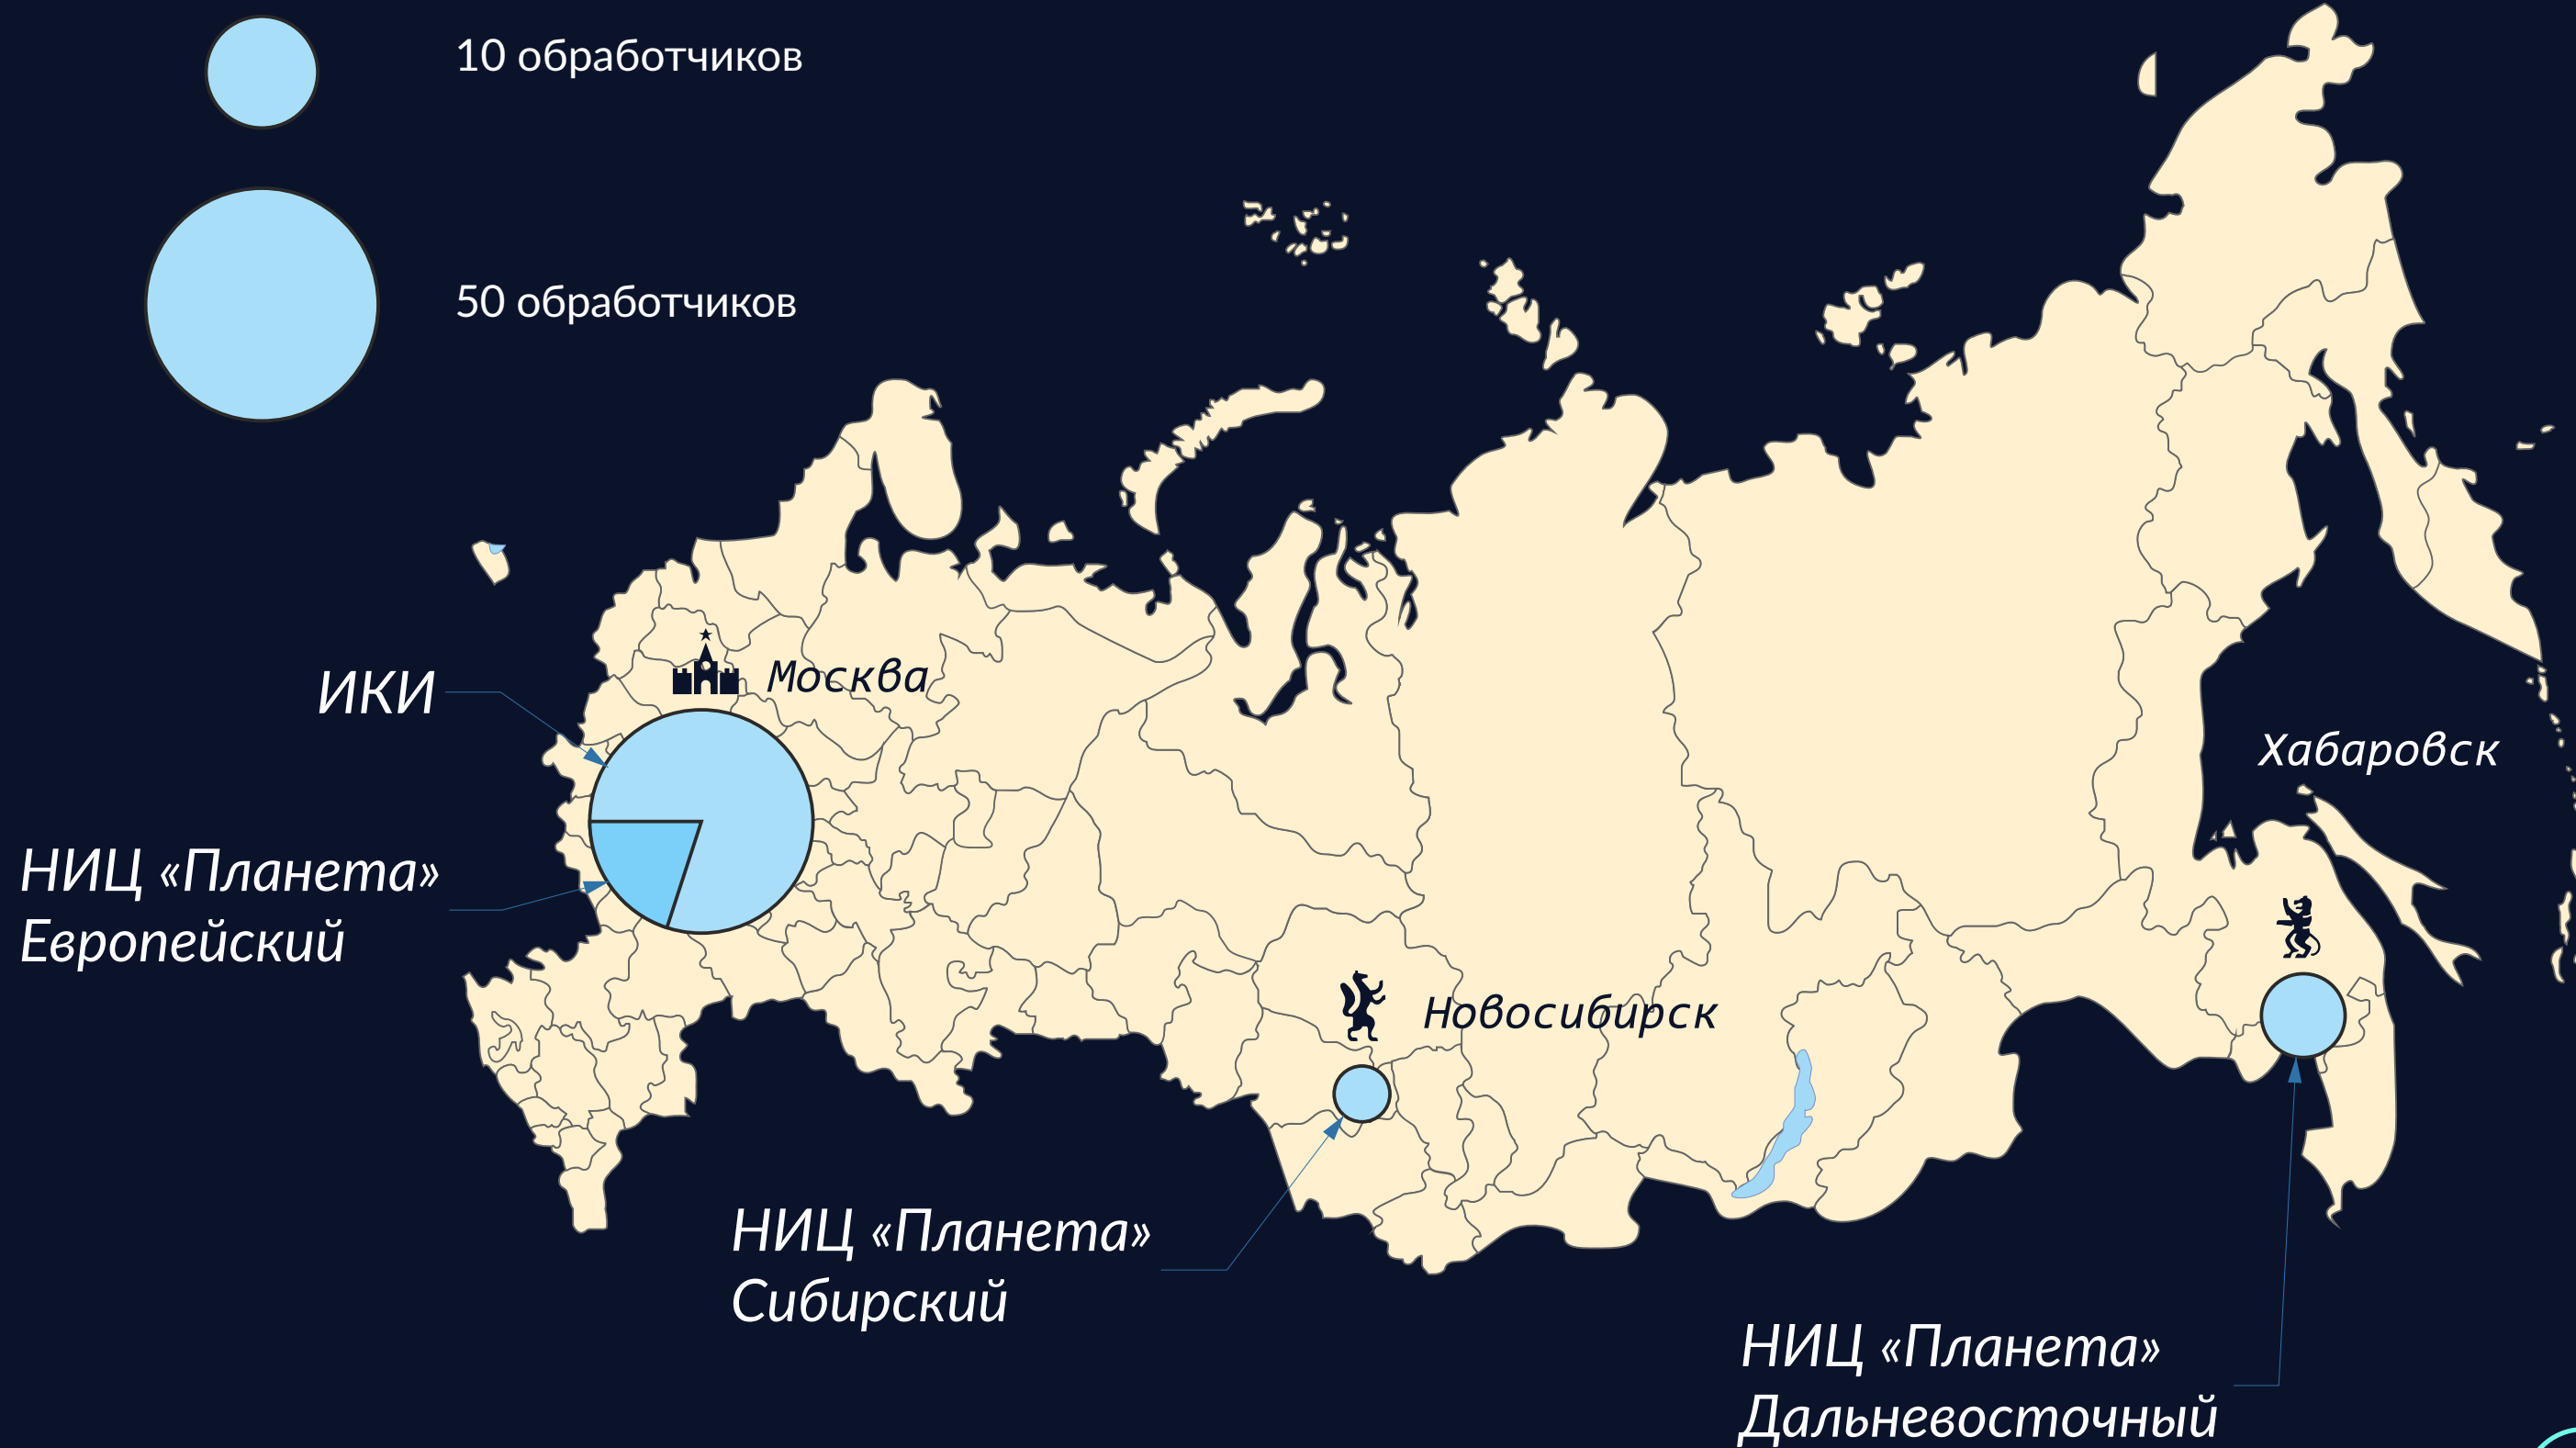 10 обработчиков
50 обработчиков
ИКИ
Москва
Хабаровск
НИЦ «Планета»
Европейский
Новосибирск
НИЦ «Планета»
Сибирский
НИЦ «Планета»
Дальневосточный